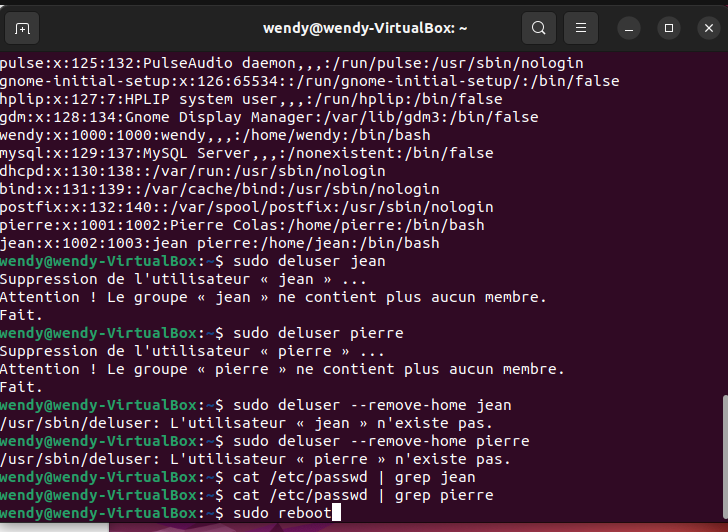 wendy@wendy-VirtualBox: ~
pulse:x:125:132:PulseAudio daemon,,,:/run/pulse:/usr/sbin/nologin
gnome-initial-setup:x:126:65534::/run/gnome-initial-setup/:/bin/false
hplip:x:127:7:HPLIP system user,,,:/run/hplip:/bin/false
gdm:x:128:134:Gnome Display Manager:/var/lib/gdm3:/bin/false
wendy:x:1000:1000:wendy,,,:/home/wendy:/bin/bash
mysql:x:129:137:MySQL Server,,,:/nonexistent:/bin/false
dhcpd:x:130:138::/var/run:/usr/sbin/nologin
bind:x:131:139::/var/cache/bind:/usr/sbin/nologin
postfix:x:132:140::/var/spool/postfix:/usr/sbin/nologin
pierre:x:1001:1002:Pierre Colas:/home/pierre:/bin/bash
jean:x:1002:1003:jean pierre:/home/jean:/bin/bash
wendy@wendy-VirtualBox:~$ sudo deluser jean
Suppression de l'utilisateur « jean » ...
Attention ! Le groupe « jean » ne contient plus aucun membre.
Fait.
wendy@wendy-VirtualBox:~$ sudo deluser pierre
Suppression de l'utilisateur « pierre » ...
Attention ! Le groupe « pierre » ne contient plus aucun membre.
Fait.
wendy@wendy-VirtualBox:~$ sudo deluser --remove-home jean
/usr/sbin/deluser: L'utilisateur « jean » n'existe pas.
wendy@wendy-VirtualBox:~$ sudo deluser --remove-home pierre
/usr/sbin/deluser: L'utilisateur « pierre » n'existe pas.
wendy@wendy-VirtualBox:~$ cat /etc/passwd | grep jean
wendy@wendy-VirtualBox:~$ cat /etc/passwd | grep pierre
wendy@wendy-VirtualBox:~$ sudo reboot